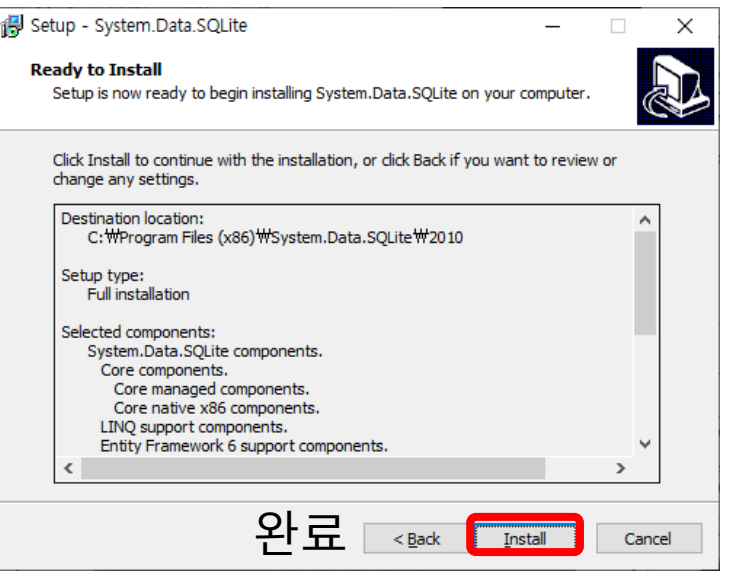 Setup - System.Data.SQLite
Ready to Install
Setup is now ready to begin installing System.Data.SQLite on your computer.
Click Install to continue with the installation, or click Back if you want to review or
change any settings.
Destination location:
C:₩Program Files (x86)₩System.Data.SQLite₩2010
Setup type:
Full installation
Selected components:
System.Data.SQLite components.
Core components.
Core managed components.
Core native x86 components.
LINQ support components.
Entity Framework 6 support components.
완료 < Back Install Cancel